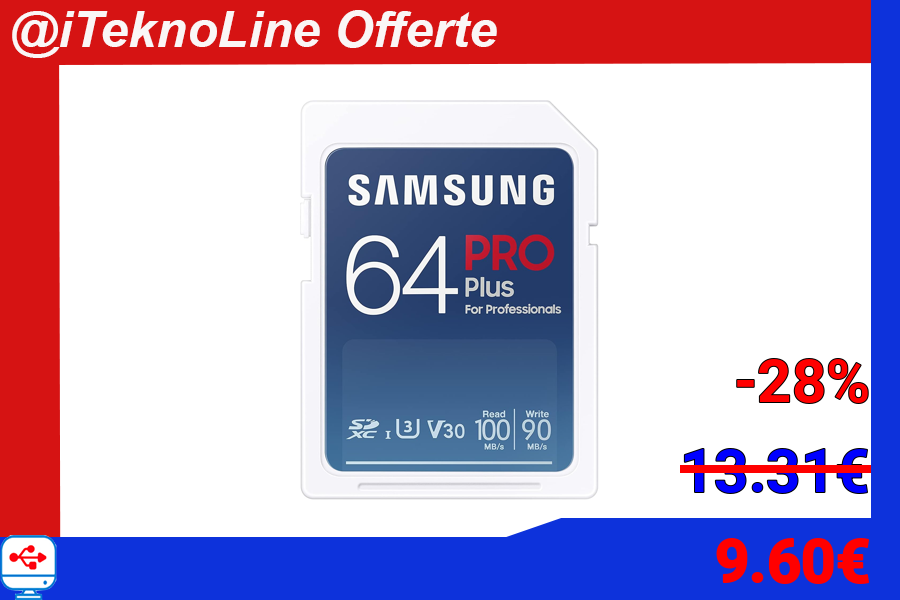 @iTeknoLine Offerte
SAMSUNG
64 PRO
Plus
For Professionals
SD XC I U3 V30 Read 100 MB/s Write 90 MB/s
-28%
13.31€
9.60€